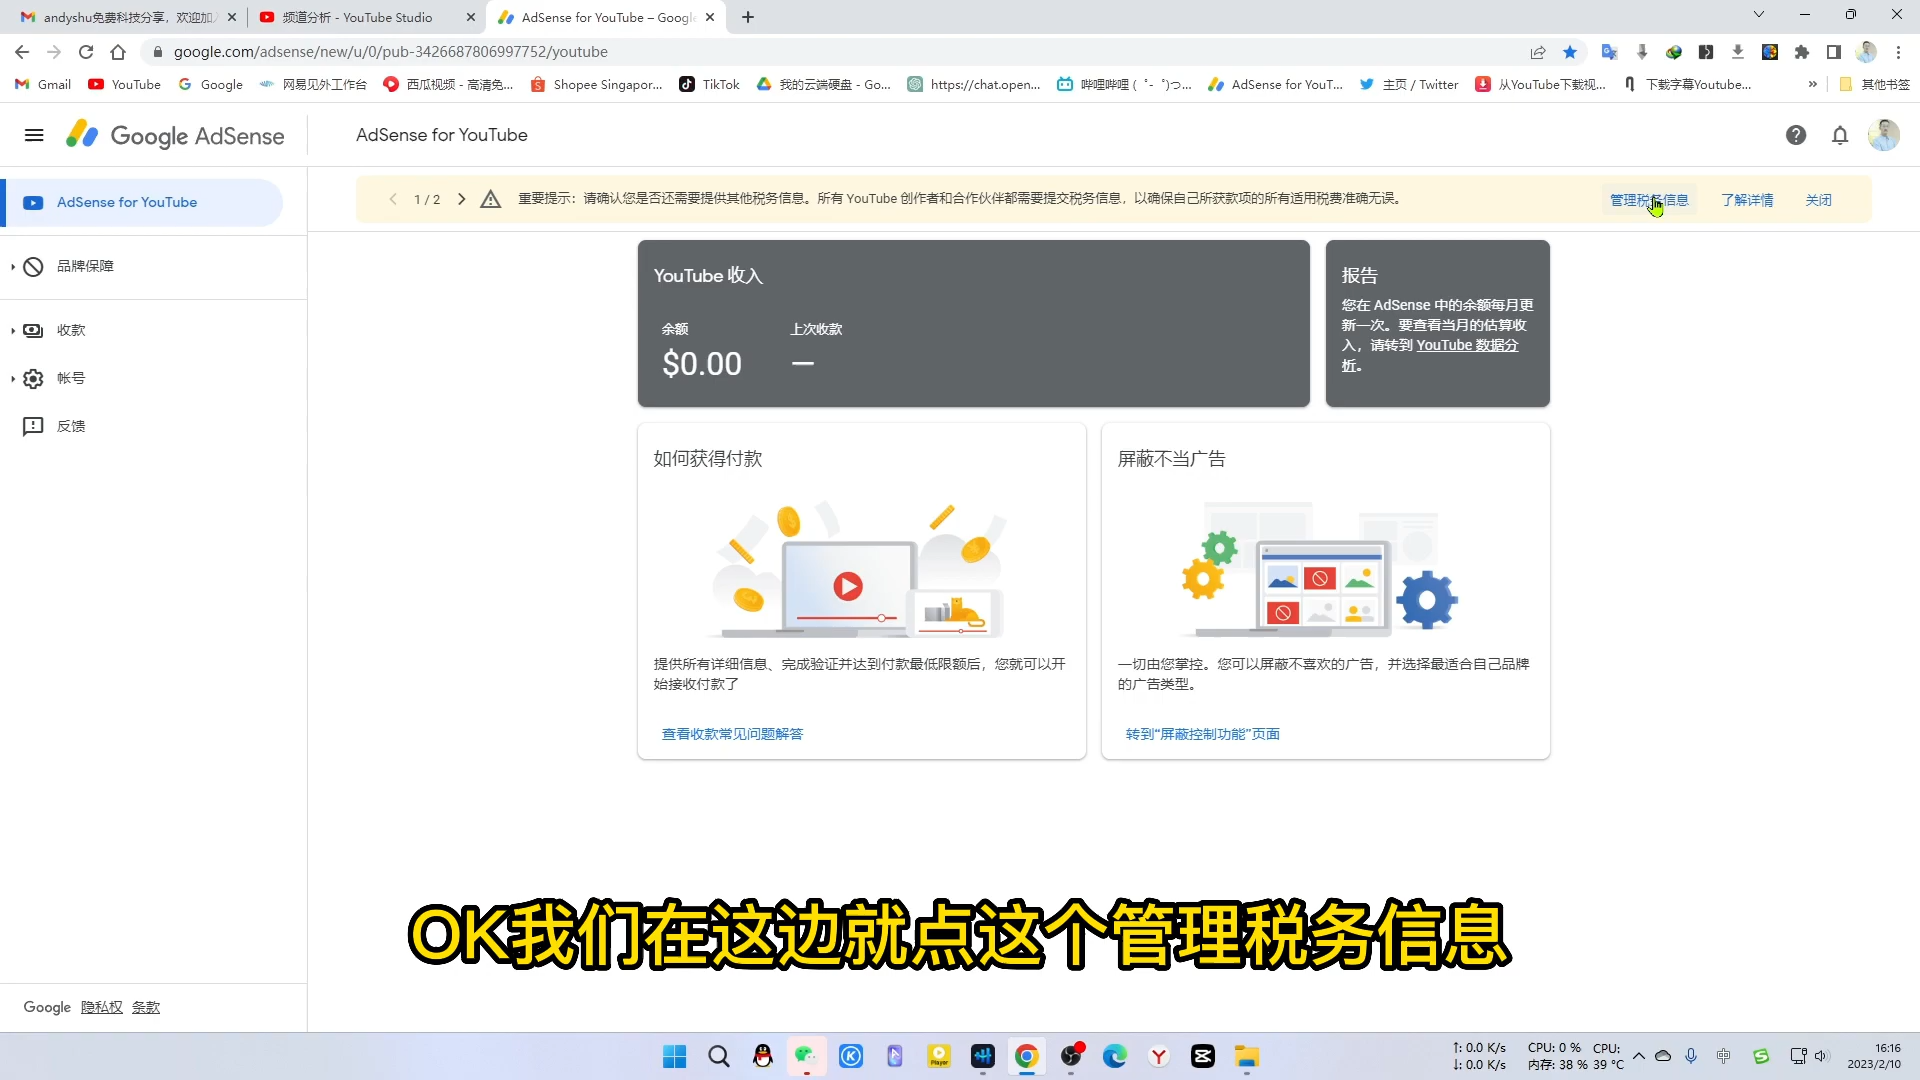 andyshu免费科技分享，欢迎加入
频道分析 - YouTube Studio
AdSense for YouTube – Google
google.com/adsense/new/u/0/pub-3426687806997752/youtube
Gmail
YouTube
Google
网易见外工作台
西瓜视频 - 高清免...
Shopee Singapor...
TikTok
我的云端硬盘 - Go...
https://chat.open...
哔哩哔哩 ( ゜- ゜)つ...
AdSense for YouT...
主页 / Twitter
从YouTube下载视...
下载字幕Youtube...
»
其他书签
Google AdSense
AdSense for YouTube
AdSense for YouTube
品牌保障
收款
帐号
反馈
1 / 2
重要提示：请确认您是否还需要提供其他税务信息。所有 YouTube 创作者和合作伙伴都需要提交税务信息，以确保自己所获款项的所有适用税费准确无误。
管理税务信息
了解详情
关闭
YouTube 收入
余额
上次收款
$0.00
—
报告
您在 AdSense 中的余额每月更
新一次。要查看当月的估算收
入，请转到 YouTube 数据分
析。
如何获得付款
提供所有详细信息、完成验证并达到付款最低限额后，您就可以开
始接收付款了
查看收款常见问题解答
屏蔽不当广告
一切由您掌控。您可以屏蔽不喜欢的广告，并选择最适合自己品牌
的广告类型。
转到“屏蔽控制功能”页面
OK我们在这边就点这个管理税务信息
Google 隐私权 条款
Player
↑: 0.0 K/s
↓: 0.0 K/s
CPU: 0 % CPU:
内存: 38 % 39 °C
中
16:16
2023/2/10